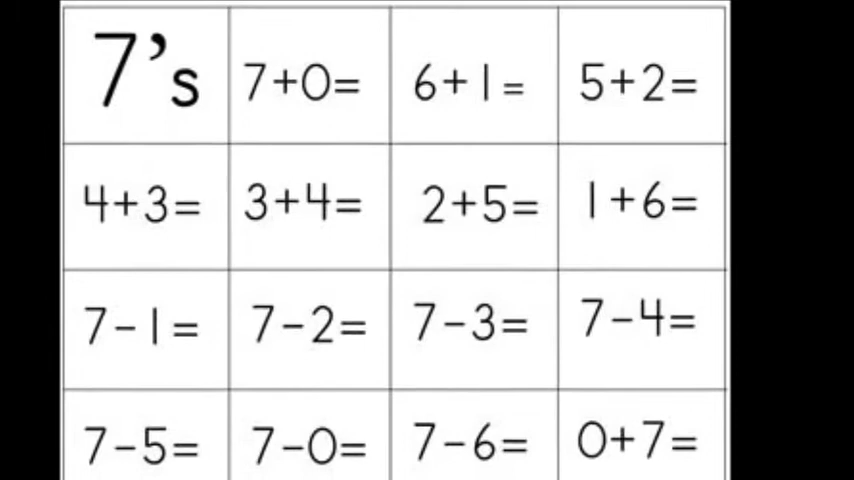 7's 7+0= 6+1= 5+2=
4+3= 3+4= 2+5= 1+6=
7-1= 7-2= 7-3= 7-4=
7-5= 7-0= 7-6= 0+7=